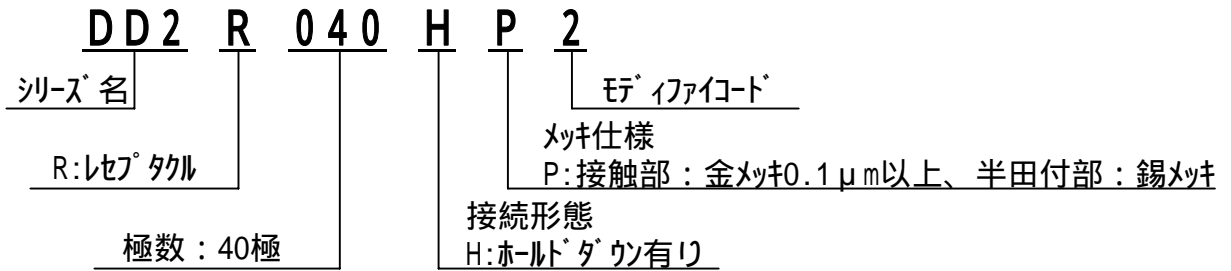 DD2 R 040 H P 2
ｼﾘｰｽﾞ名
ﾓﾃﾞｨﾌｧｲｺｰﾄﾞ
メッキ仕様
R:ﾚｾﾌﾟﾀｸﾙ
P:接触部：金ﾒｯｷ0.1μm以上、半田付部：錫ﾒｯｷ
接続形態
極数：40極
H:ﾎｰﾙﾄﾞﾀﾞｳﾝ有り